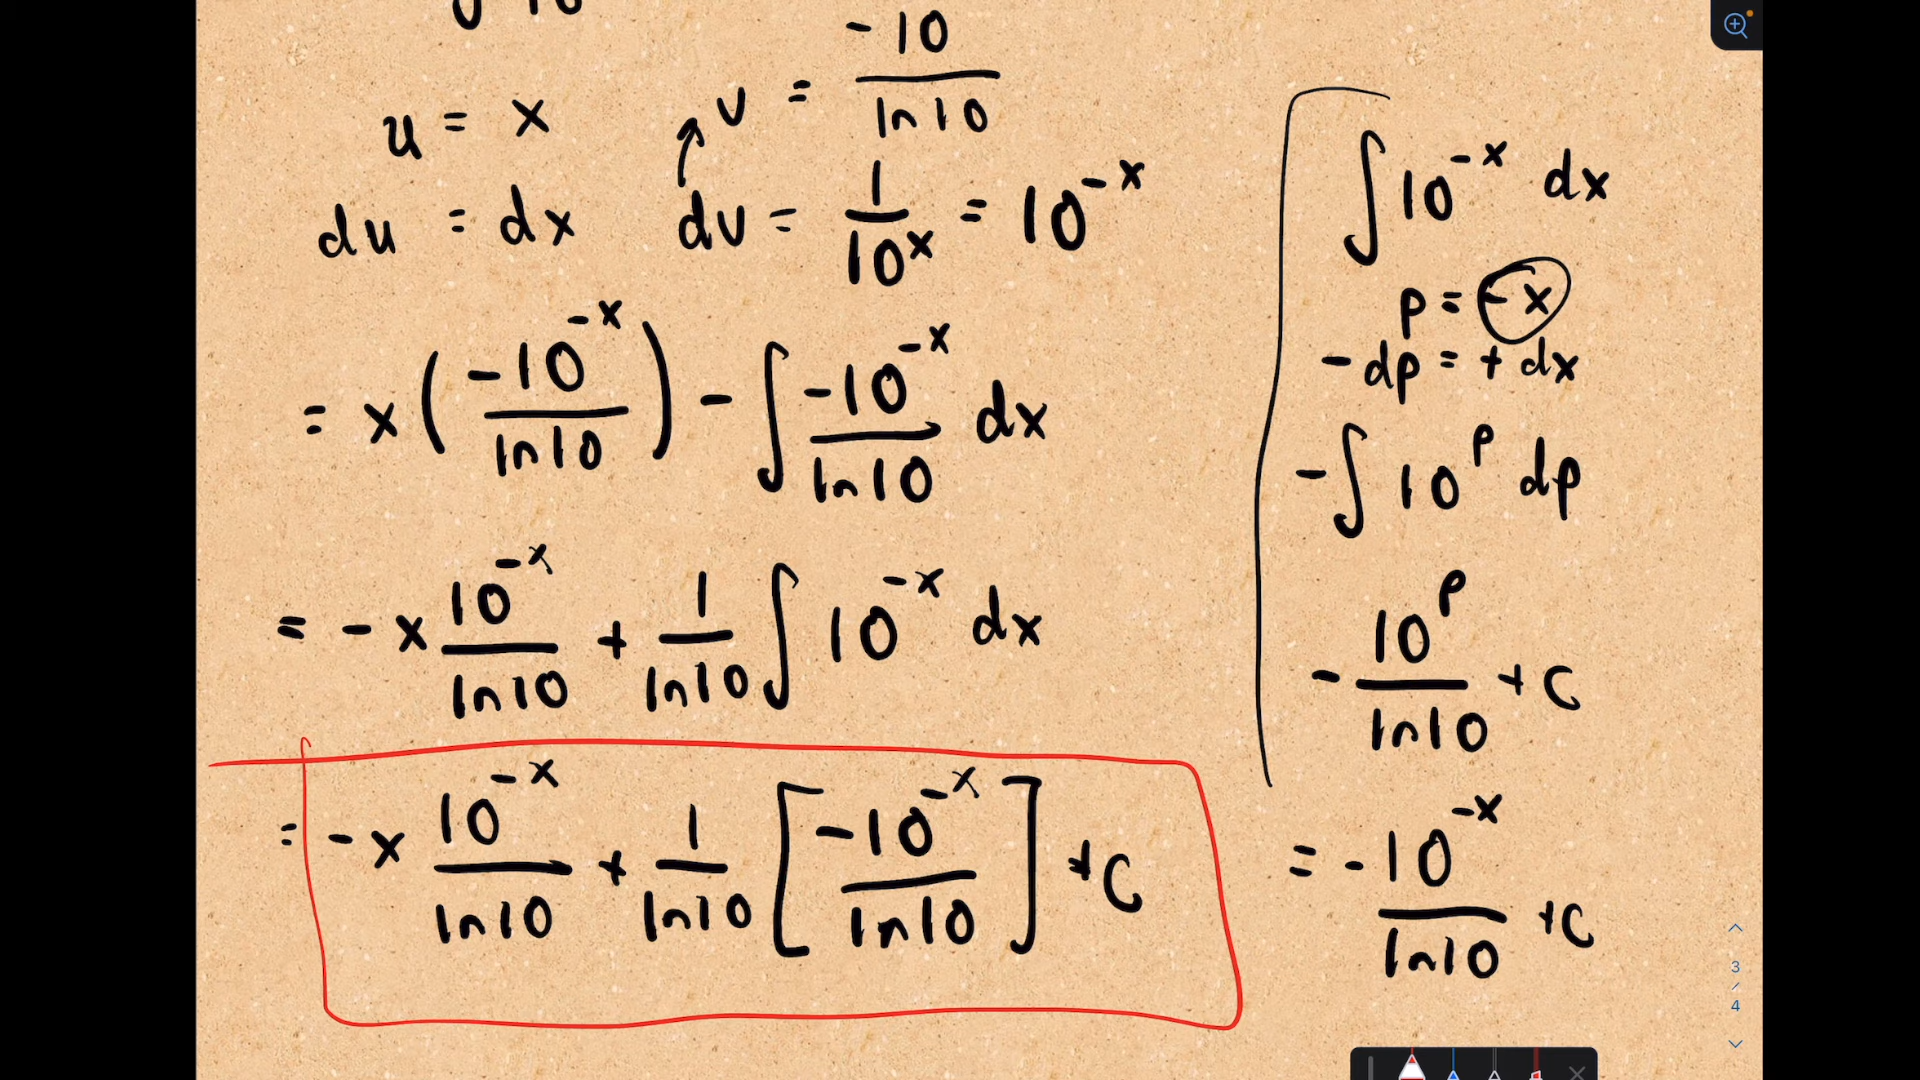 v = -10/ln10
u = x
du = dx dv = 1/10^x = 10^-x
= x(-10^-x/ln10) - ∫ -10^-x/ln10 dx
= -x 10^-x/ln10 + 1/ln10 ∫ 10^-x dx
= -x 10^-x/ln10 + 1/ln10 [-10^-x/ln10] + c
∫ 10^-x dx
p = -x
-dp = + dx
-∫ 10^p dp
- 10^p/ln10 + c
= -10^-x/ln10 + c
3
/
4